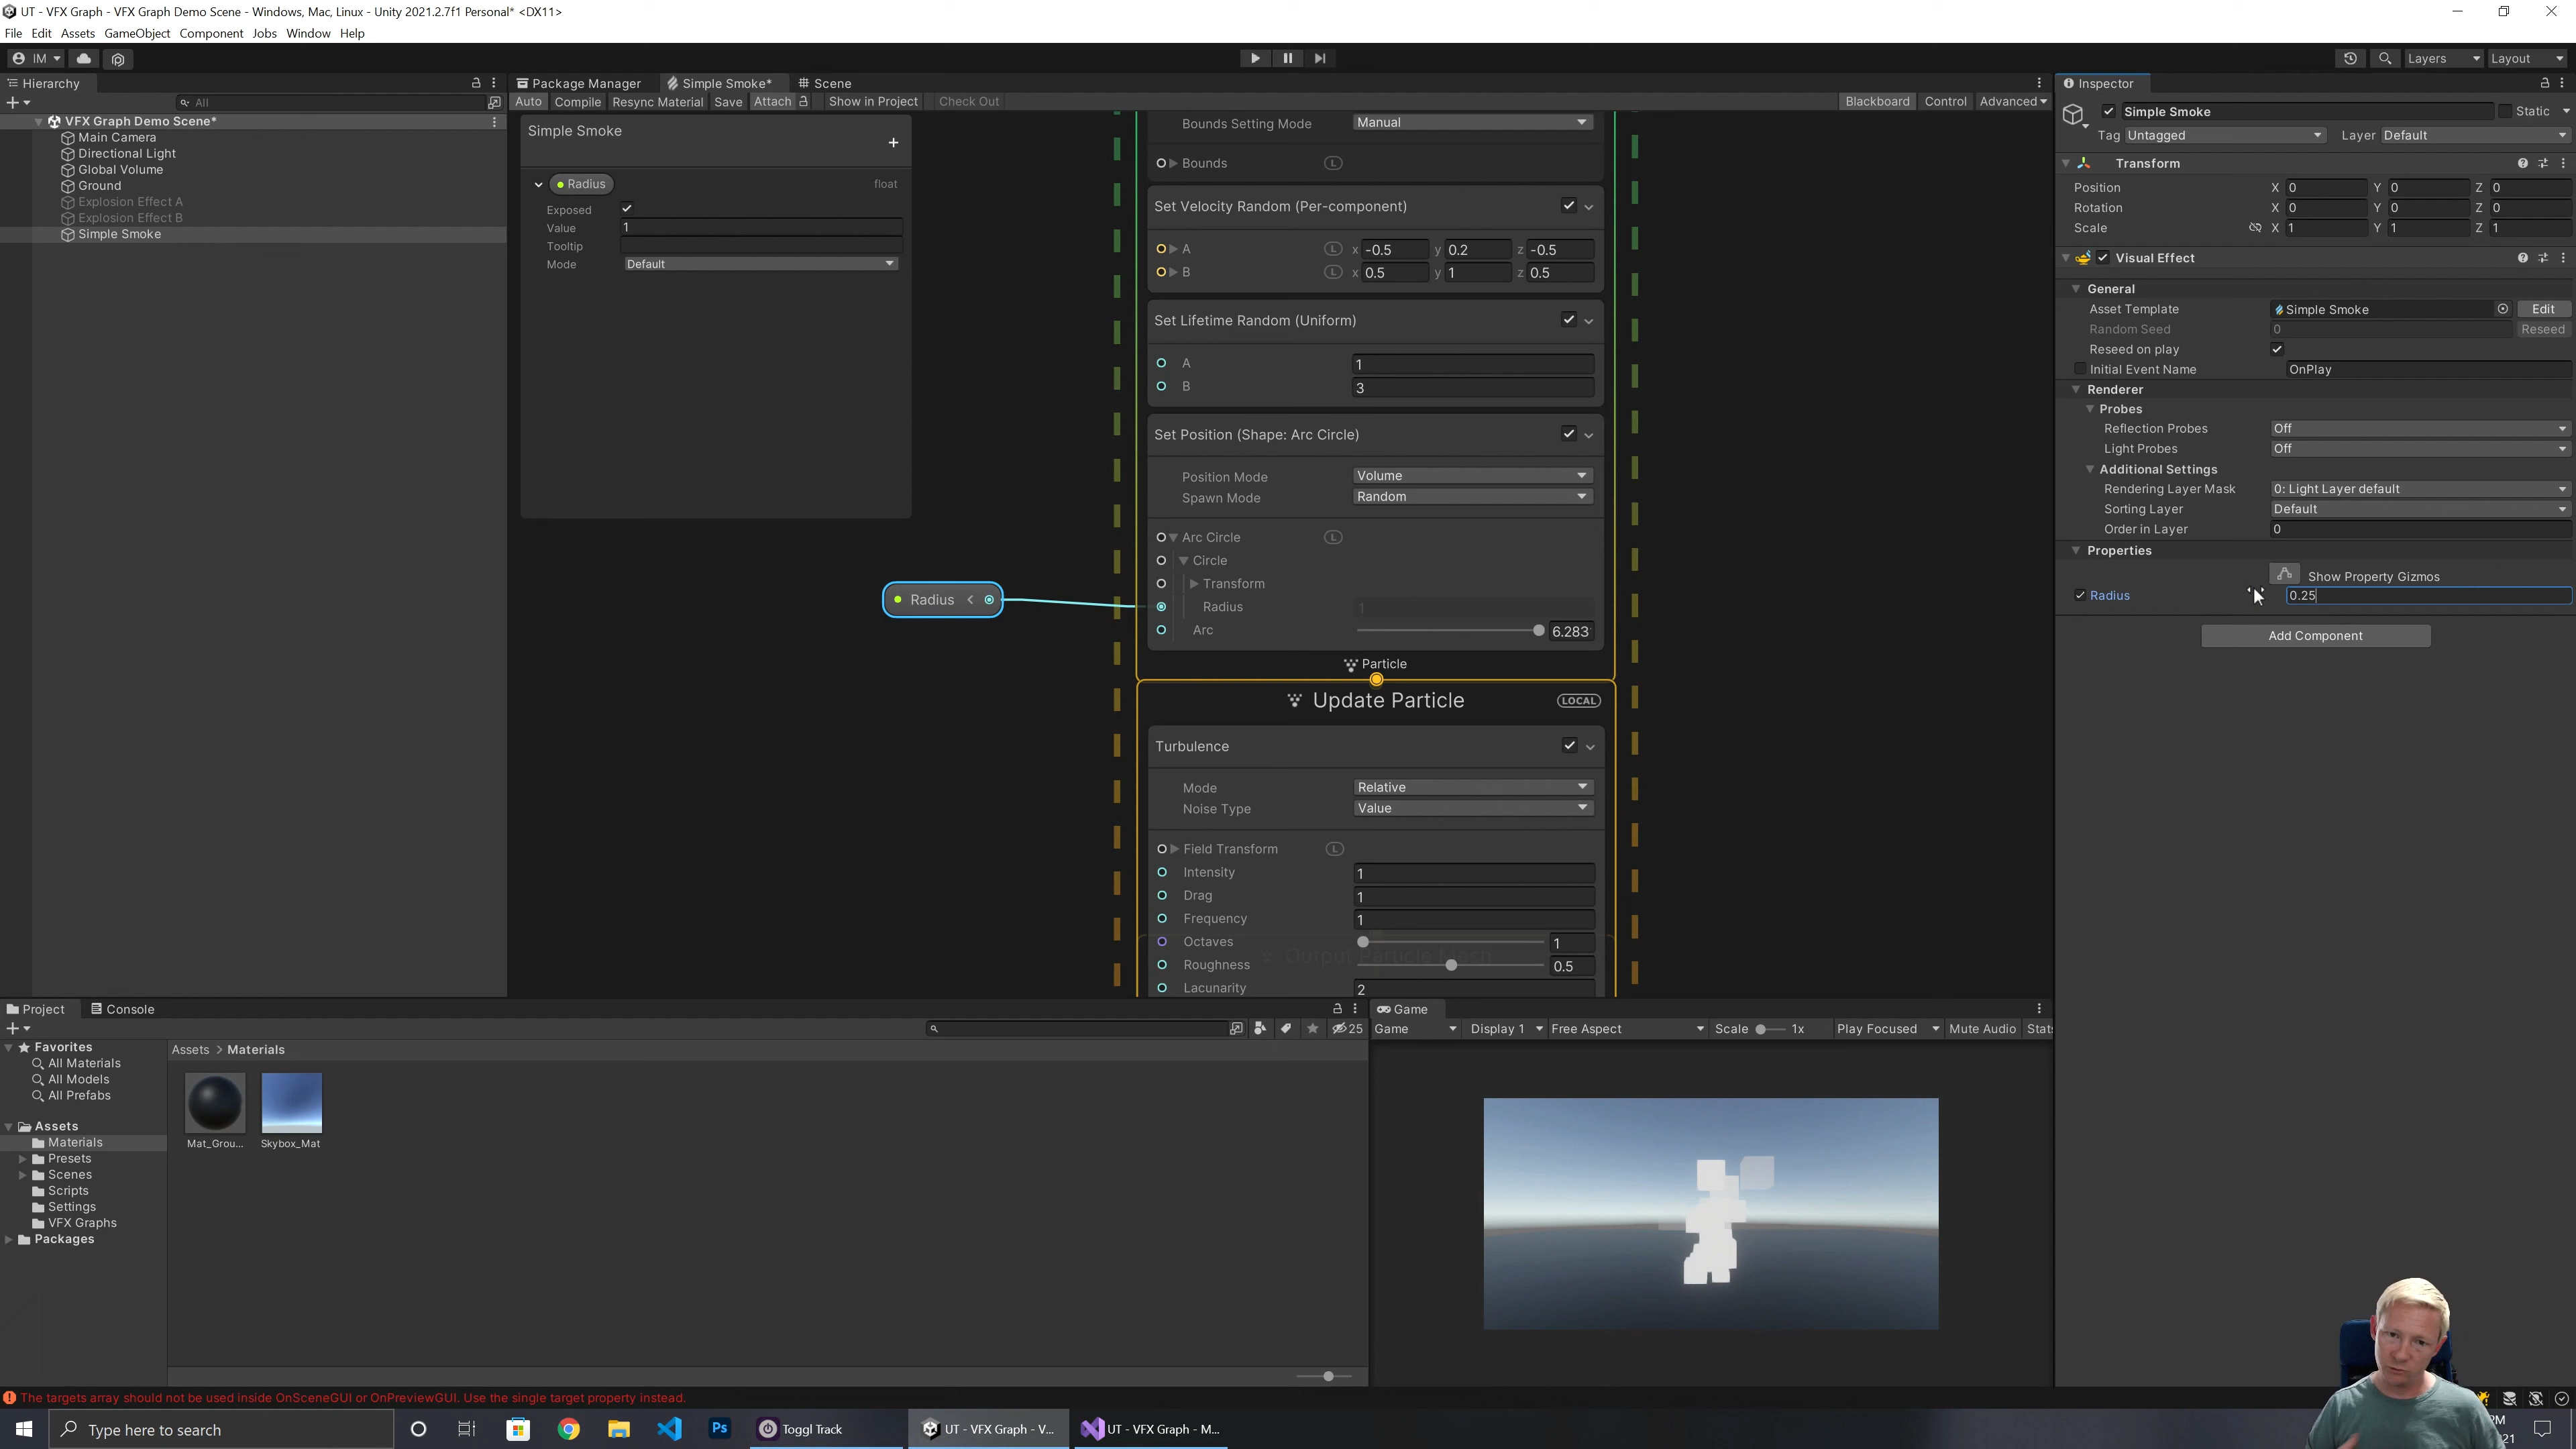 UT - VFX Graph - VFX Graph Demo Scene - Windows, Mac, Linux - Unity 2021.2.7f1 Personal* <DX11>
File Edit Assets GameObject Component Jobs Window Help
IM Layers Layout
Hierarchy
All
VFX Graph Demo Scene*
Main Camera
Directional Light
Global Volume
Ground
Explosion Effect A
Explosion Effect B
Simple Smoke
Package Manager Simple Smoke* Scene
Auto Compile Resync Material Save Attach Show in Project Check Out Blackboard Control Advanced
Simple Smoke
Radius float
Exposed
Value 1
Tooltip
Mode Default
Radius
Bounds Setting Mode Manual
Bounds L
Set Velocity Random (Per-component)
A L x -0.5 y 0.2 z -0.5
B L x 0.5 y 1 z 0.5
Set Lifetime Random (Uniform)
A 1
B 3
Set Position (Shape: Arc Circle)
Position Mode Volume
Spawn Mode Random
Arc Circle L
Circle
Transform
Radius 1
Arc 6.283
Particle
Update Particle LOCAL
Turbulence
Mode Relative
Noise Type Value
Field Transform L
Intensity 1
Drag 1
Frequency 1
Octaves 1
Output Particle Mesh
Roughness 0.5
Lacunarity 2
Inspector
Simple Smoke Static
Tag Untagged Layer Default
Transform
Position X 0 Y 0 Z 0
Rotation X 0 Y 0 Z 0
Scale X 1 Y 1 Z 1
Visual Effect
General
Asset Template Simple Smoke Edit
Random Seed 0 Reseed
Reseed on play
Initial Event Name OnPlay
Renderer
Probes
Reflection Probes Off
Light Probes Off
Additional Settings
Rendering Layer Mask 0: Light Layer default
Sorting Layer Default
Order in Layer 0
Properties
Show Property Gizmos
Radius 0.25
Add Component
Project Console
25
Favorites
All Materials
All Models
All Prefabs
Assets
Materials
Presets
Scenes
Scripts
Settings
VFX Graphs
Packages
Assets > Materials
Mat_Grou... Skybox_Mat
Game
Game Display 1 Free Aspect Scale 1x Play Focused Mute Audio Stats
The targets array should not be used inside OnSceneGUI or OnPreviewGUI. Use the single target property instead.
Type here to search Ps Toggl Track UT - VFX Graph - V... UT - VFX Graph - M...
PM
21